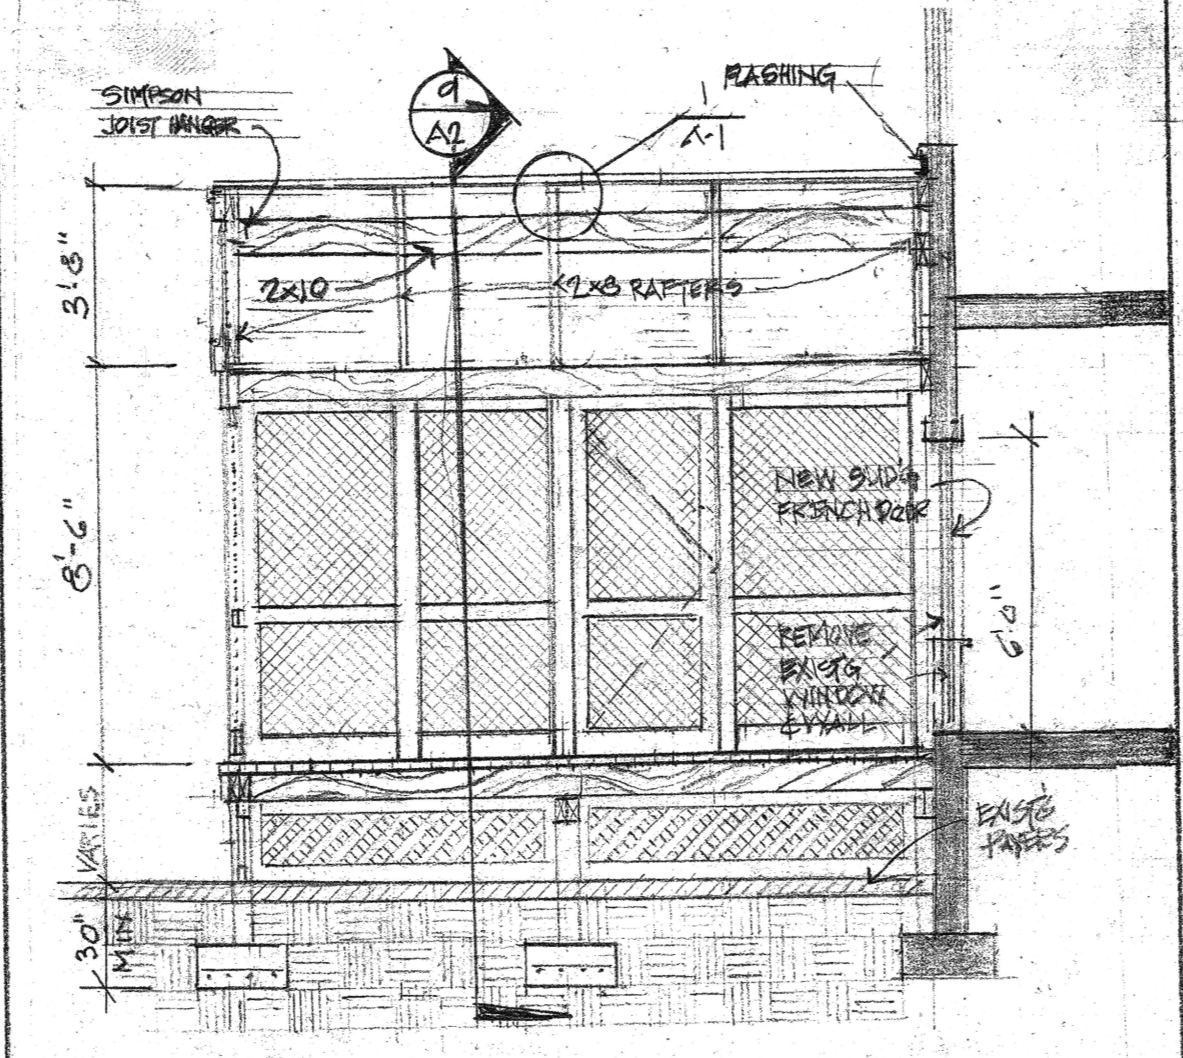 SIMPSON
JOIST HANGER
d
A2
1
A-1
FLASHING
3'-8"
2x10
2x8 RAFTERS
8'-6"
NEW SLID'G
FRENCH DOOR
6'-0"
REMOVE
EXIST'G
WINDOW
& WALL
VARIES
EXIST'G
PAVERS
30"
MIN